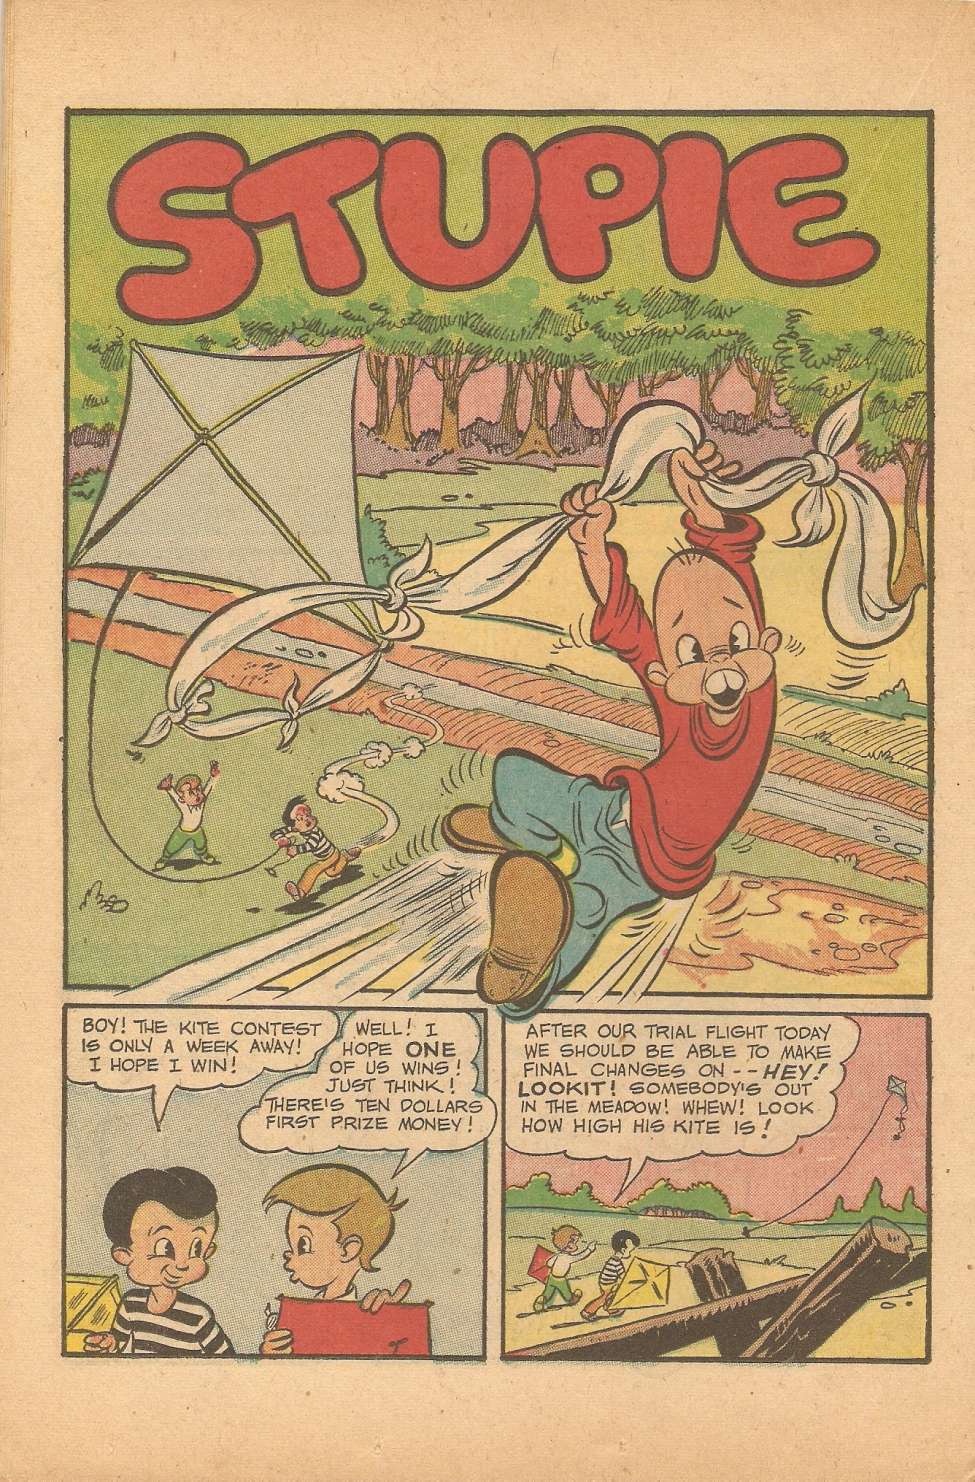 STUPIE
BOY! THE KITE CONTEST
IS ONLY A WEEK AWAY!
I HOPE I WIN!
WELL! I
HOPE ONE
OF US WINS!
JUST THINK!
THERE'S TEN DOLLARS
FIRST PRIZE MONEY!
AFTER OUR TRIAL FLIGHT TODAY
WE SHOULD BE ABLE TO MAKE
FINAL CHANGES ON -- HEY!
LOOKIT! SOMEBODY'S OUT
IN THE MEADOW! WHEW! LOOK
HOW HIGH HIS KITE IS!